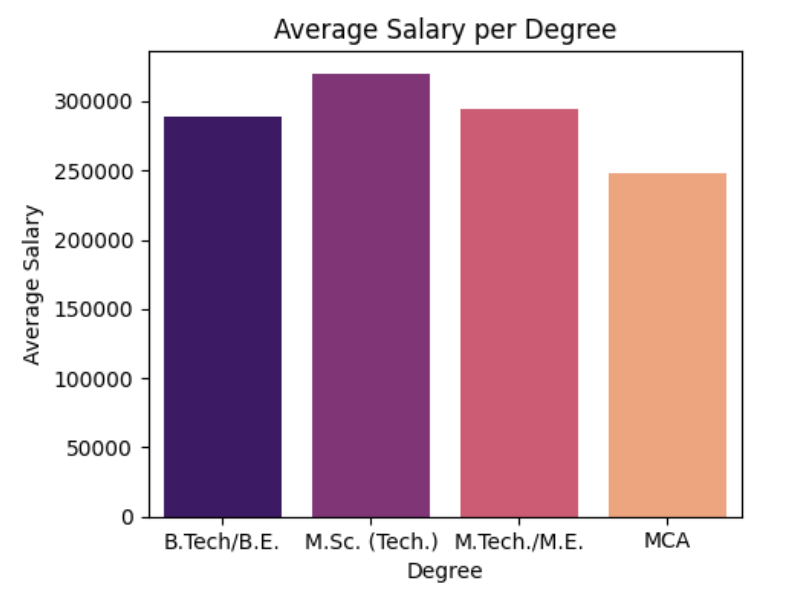 Average Salary per Degree
Average Salary
300000
250000
200000
150000
100000
50000
0
B.Tech/B.E. M.Sc. (Tech.) M.Tech./M.E. MCA
Degree